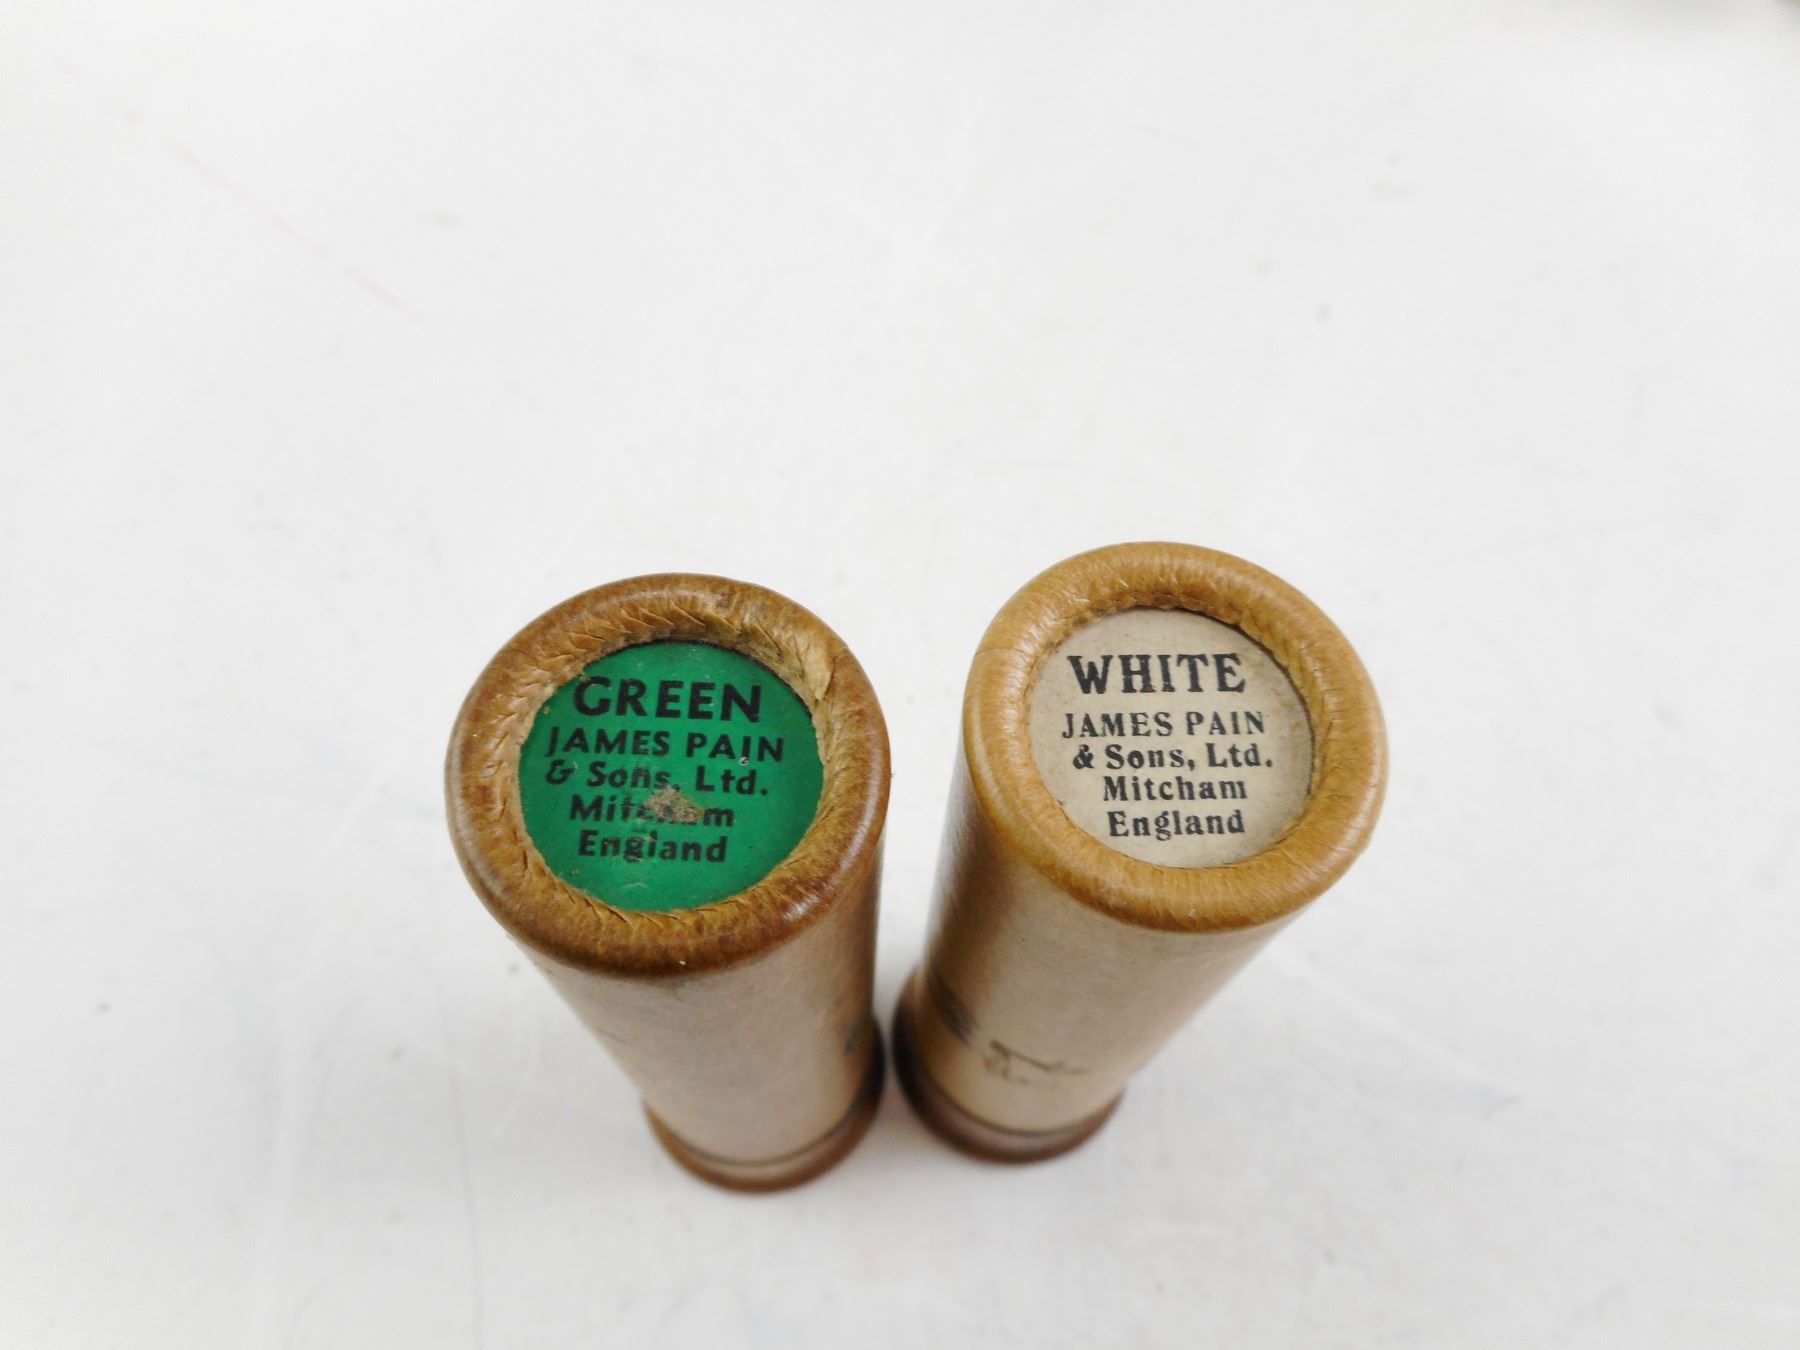 GREEN
JAMES PAIN
& Sons, Ltd.
Mitcham
England
WHITE
JAMES PAIN
& Sons, Ltd.
Mitcham
England